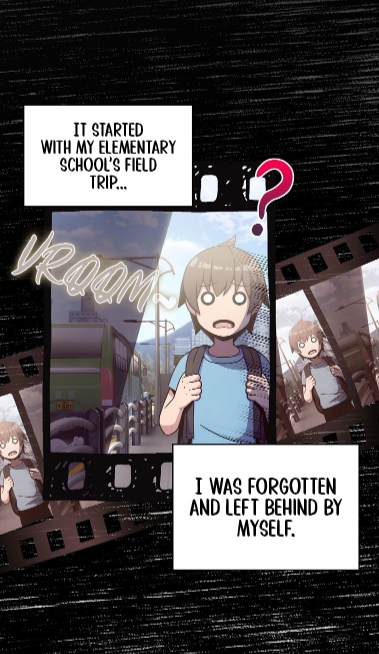 IT STARTED
WITH MY ELEMENTARY
SCHOOL'S FIELD
TRIP...
?
VROOM~
I WAS FORGOTTEN
AND LEFT BEHIND BY
MYSELF.